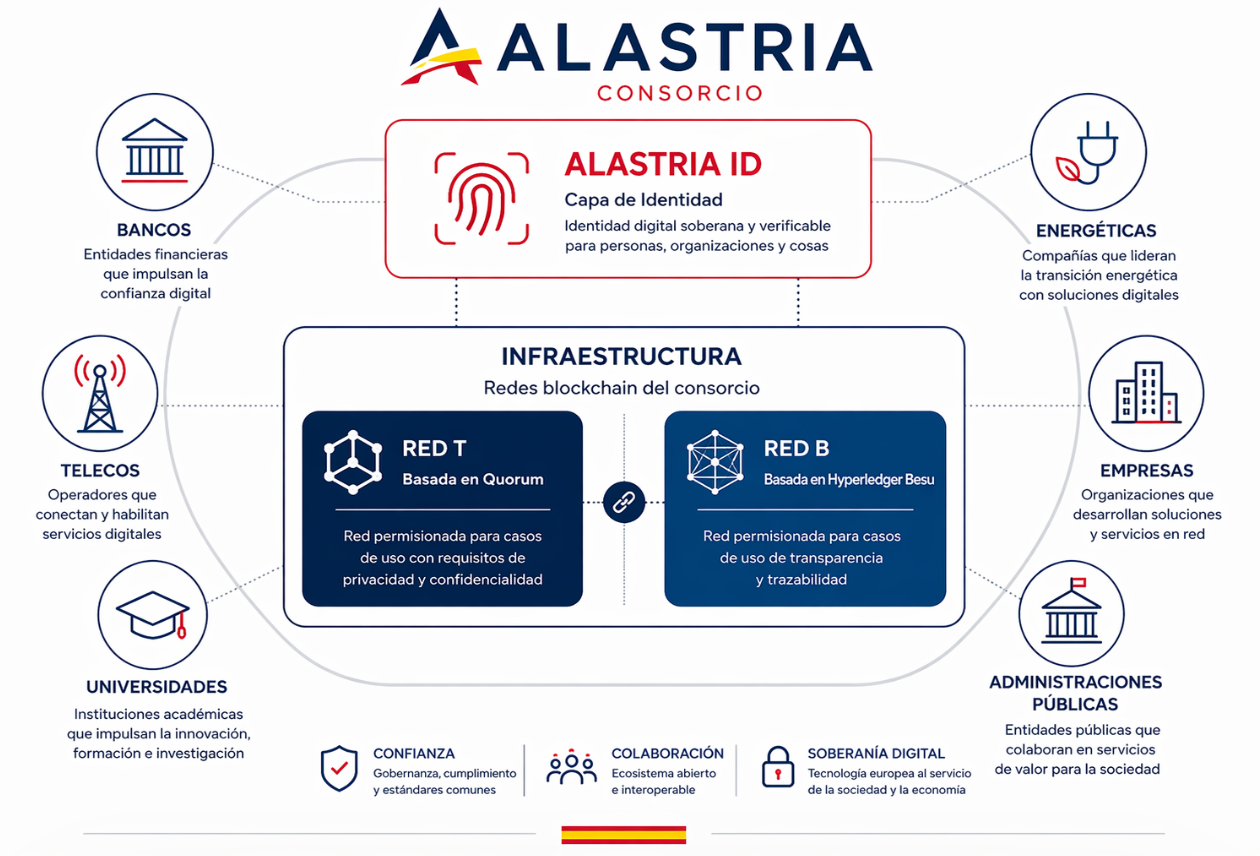 ALASTRIA
CONSORCIO
ALASTRIA ID
Capa de Identidad
Identidad digital soberana y verificable
para personas, organizaciones y cosas
BANCOS
Entidades financieras
que impulsan la
confianza digital
ENERGÉTICAS
Compañías que lideran
la transición energética
con soluciones digitales
INFRAESTRUCTURA
Redes blockchain del consorcio
RED T
Basada en Quorum
Red permisionada para casos
de uso con requisitos de
privacidad y confidencialidad
RED B
Basada en Hyperledger Besu
Red permisionada para casos
de uso de transparencia
y trazabilidad
TELECOS
Operadores que
conectan y habilitan
servicios digitales
EMPRESAS
Organizaciones que
desarrollan soluciones
y servicios en red
UNIVERSIDADES
Instituciones académicas
que impulsan la innovación,
formación e investigación
ADMINISTRACIONES
PÚBLICAS
Entidades públicas que
colaboran en servicios
de valor para la sociedad
CONFIANZA
Gobernanza, cumplimiento
y estándares comunes
COLABORACIÓN
Ecosistema abierto
e interoperable
SOBERANÍA DIGITAL
Tecnología europea al servicio
de la sociedad y la economía